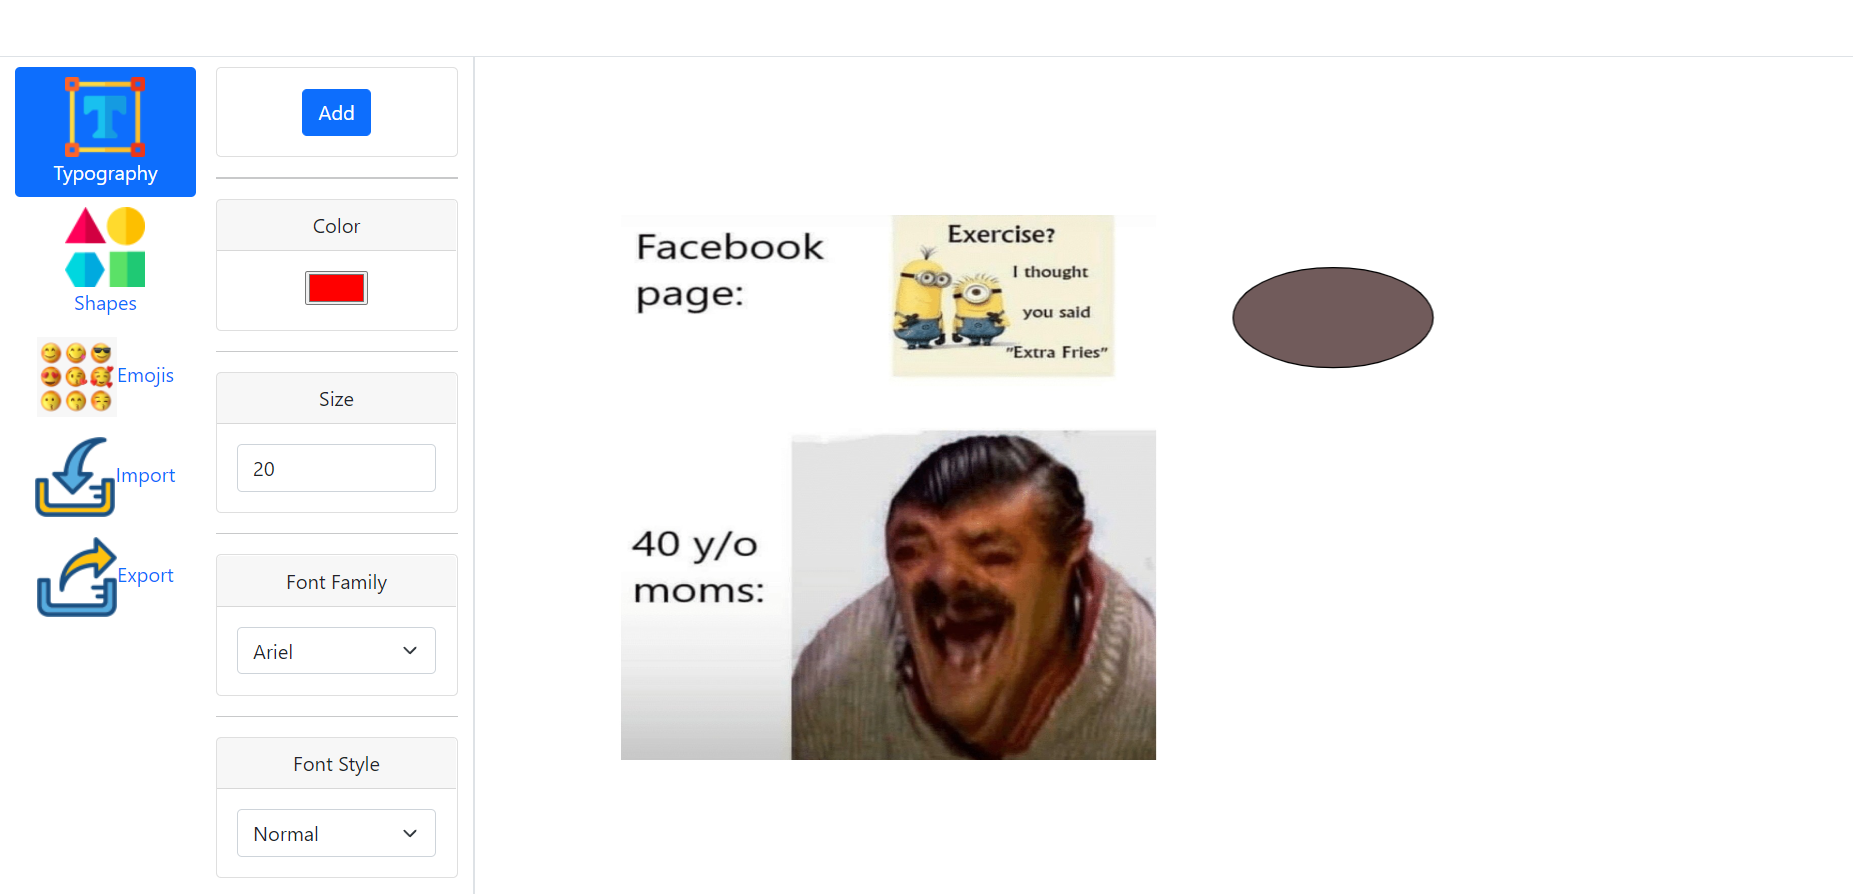 Typography
Shapes
Emojis
Import
Export
Add
Color
Size
20
Font Family
Ariel
Font Style
Normal
Facebook
page:
Exercise?
I thought
you said
"Extra Fries"
40 y/o
moms: